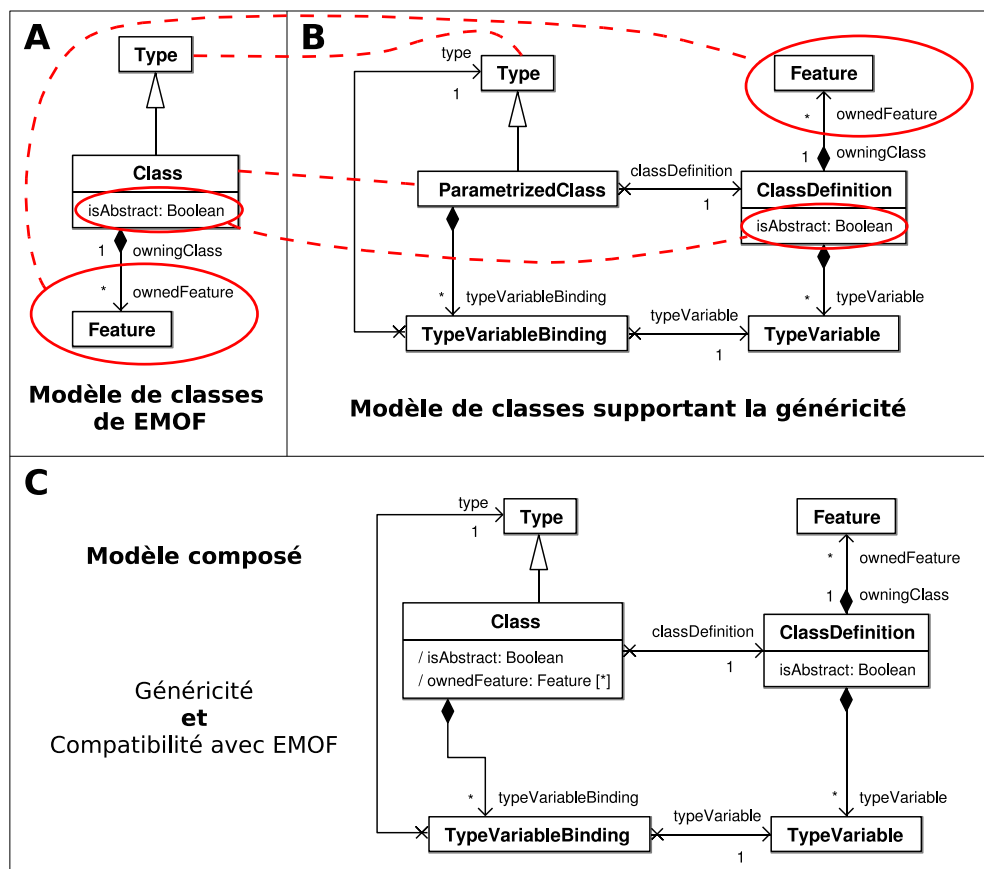 A
Type
Class
isAbstract: Boolean
1
owningClass
*
ownedFeature
Feature
Modèle de classes
de EMOF
B
type
1
Type
Feature
*
ownedFeature
1
owningClass
ParametrizedClass
classDefinition
1
ClassDefinition
isAbstract: Boolean
*
typeVariableBinding
*
typeVariable
TypeVariableBinding
typeVariable
1
TypeVariable
Modèle de classes supportant la généricité
C
Modèle composé
Généricité
et
Compatibilité avec EMOF
type
1
Type
Feature
*
ownedFeature
1
owningClass
Class
/ isAbstract: Boolean
/ ownedFeature: Feature [*]
classDefinition
1
ClassDefinition
isAbstract: Boolean
*
typeVariableBinding
*
typeVariable
TypeVariableBinding
typeVariable
1
TypeVariable